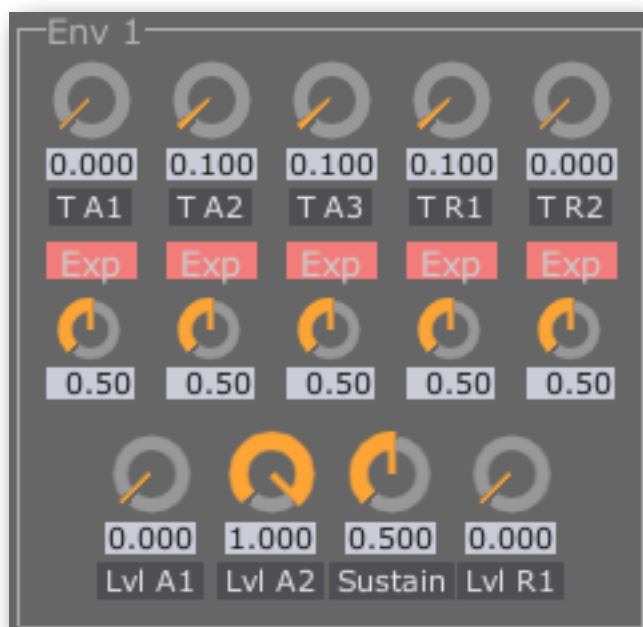 Env 1
0.000 0.100 0.100 0.100 0.000
T A1 T A2 T A3 T R1 T R2
Exp Exp Exp Exp Exp
0.50 0.50 0.50 0.50 0.50
0.000 1.000 0.500 0.000
Lvl A1 Lvl A2 Sustain Lvl R1